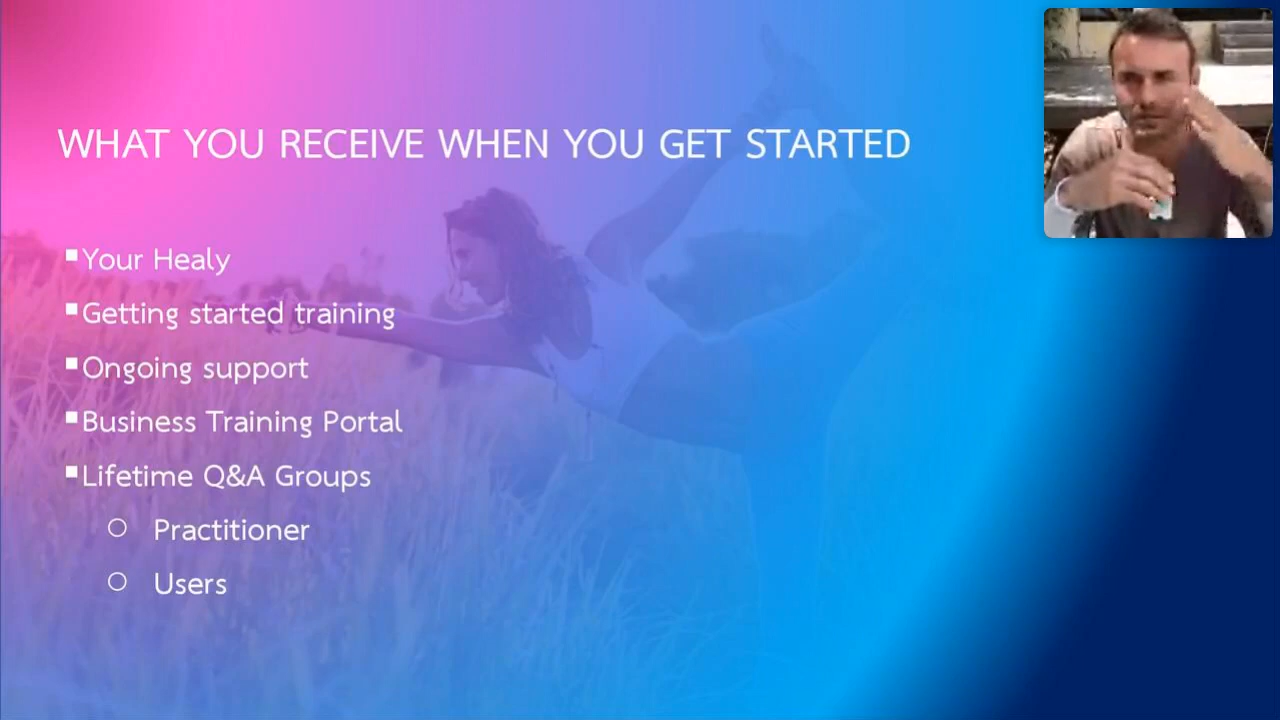 WHAT YOU RECEIVE WHEN YOU GET STARTED
Your Healy
Getting started training
Ongoing support
Business Training Portal
Lifetime Q&A Groups
Practitioner
Users